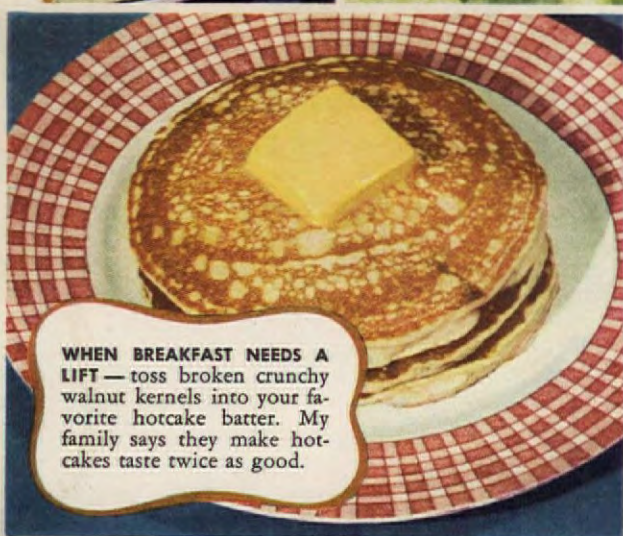 WHEN BREAKFAST NEEDS A
LIFT — toss broken crunchy
walnut kernels into your fa-
vorite hotcake batter. My
family says they make hot-
cakes taste twice as good.